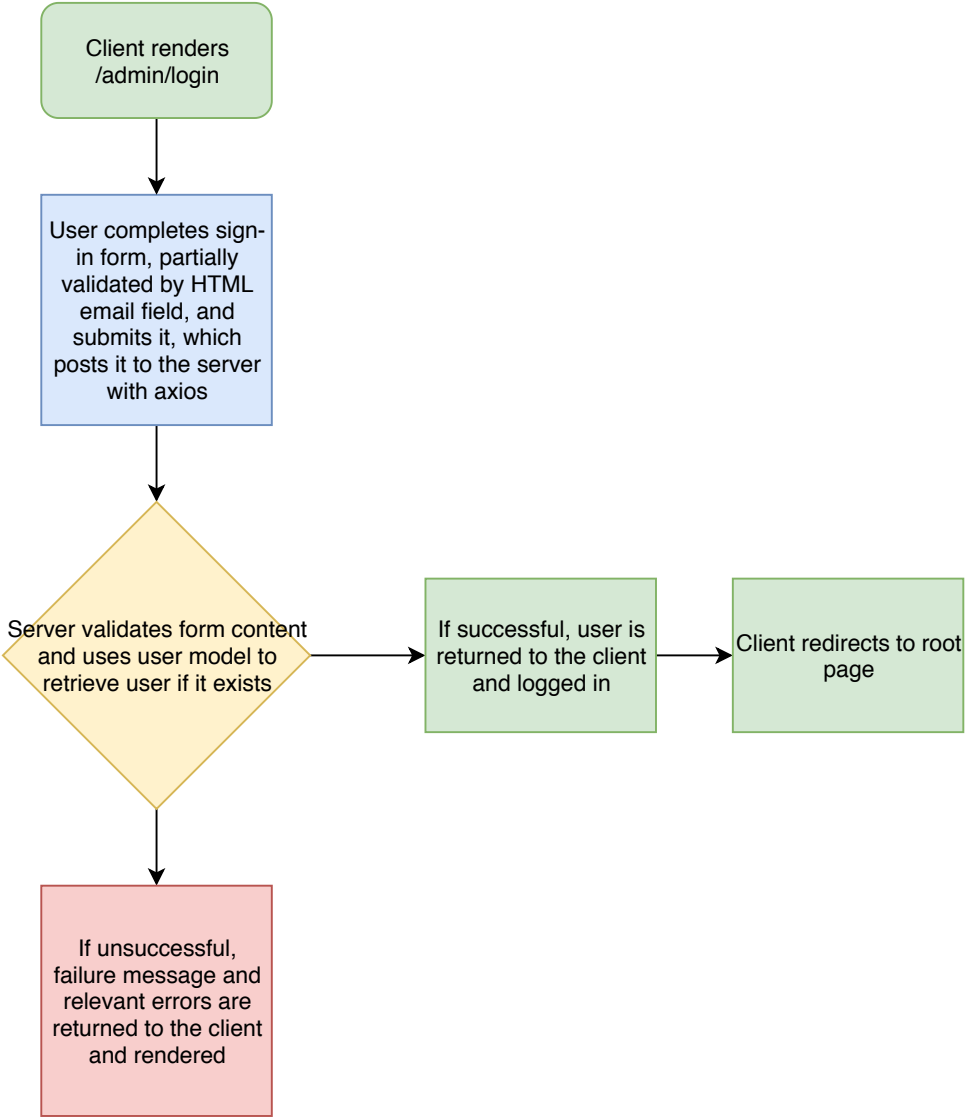 Client renders
/admin/login
User completes sign-
in form, partially
validated by HTML
email field, and
submits it, which
posts it to the server
with axios
Server validates form content
and uses user model to
retrieve user if it exists
If successful, user is
returned to the client
and logged in
Client redirects to root
page
If unsuccessful,
failure message and
relevant errors are
returned to the client
and rendered